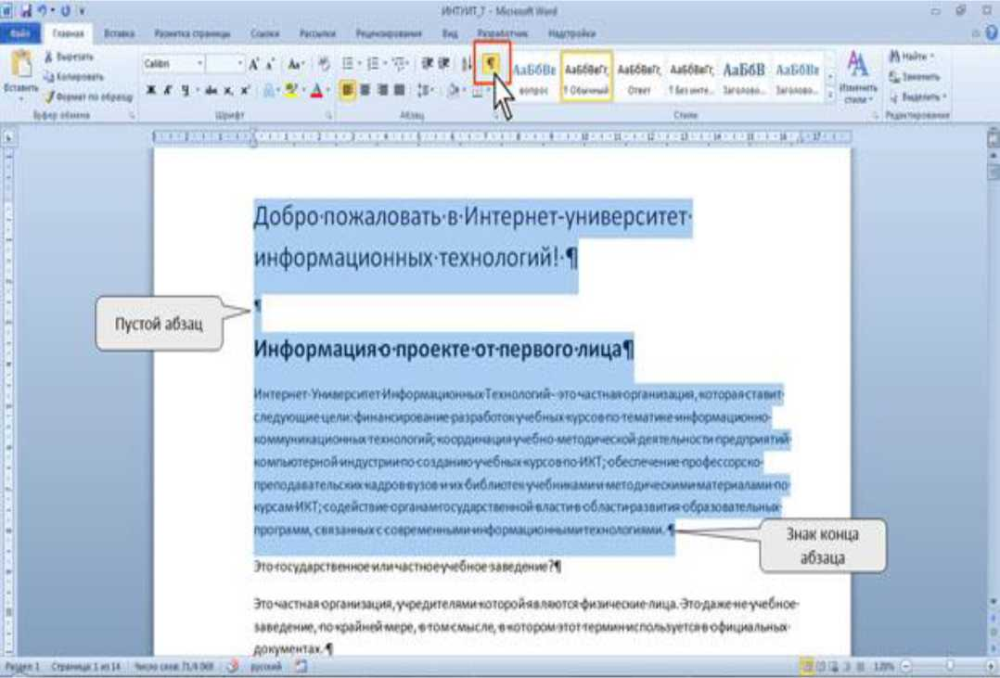 ИНТУИТ_7 - Microsoft Word
Файл Главная Вставка Разметка страницы Ссылки Рассылки Рецензирование Вид Разработчик Надстройки
Вставить
Вырезать
Копировать
Формат по образцу
Буфер обмена
Calibri
Шрифт
Абзац
АаБбВв АаБбВвГг, АаБбВвГг, АаБбВвГг, АаБбВ АаБбВв
вопрос ¶ Обычный Ответ ¶ Без инте... Заголово... Заголово...
Стили
Изменить стили
Найти
Заменить
Выделить
Редактирование
Добро·пожаловать·в·Интернет-университет·
информационных·технологий!·¶
¶
Пустой абзац
Информация·о·проекте·от·первого·лица¶
Интернет·Университет·Информационных·Технологий–·это·частная·организация,·которая·ставит·
следующие·цели:·финансирование·разработок·учебных·курсов·по·тематике·информационно-
коммуникационных·технологий;·координация·учебно-методической·деятельности·предприятий·
компьютерной·индустрии·по·созданию·учебных·курсов·по·ИКТ;·обеспечение·профессорско-
преподавательских·кадров·вузов·и·их·библиотек·учебниками·и·методическими·материалами·по·
курсам·ИКТ;·содействие·органам·государственной·власти·в·области·развития·образовательных·
программ,·связанных·с·современными·информационными·технологиями.·¶
Знак конца
абзаца
Это·государственное·или·частное·учебное·заведение?¶
Это·частная·организация,·учредителями·которой·являются·физические·лица.·Это·даже·не·учебное·
заведение,·по·крайней·мере,·в·том·смысле,·в·котором·этот·термин·используется·в·официальных·
документах.·¶
Раздел 1 Страница 1 из 14 Число слов: 71/4 069 русский 120%